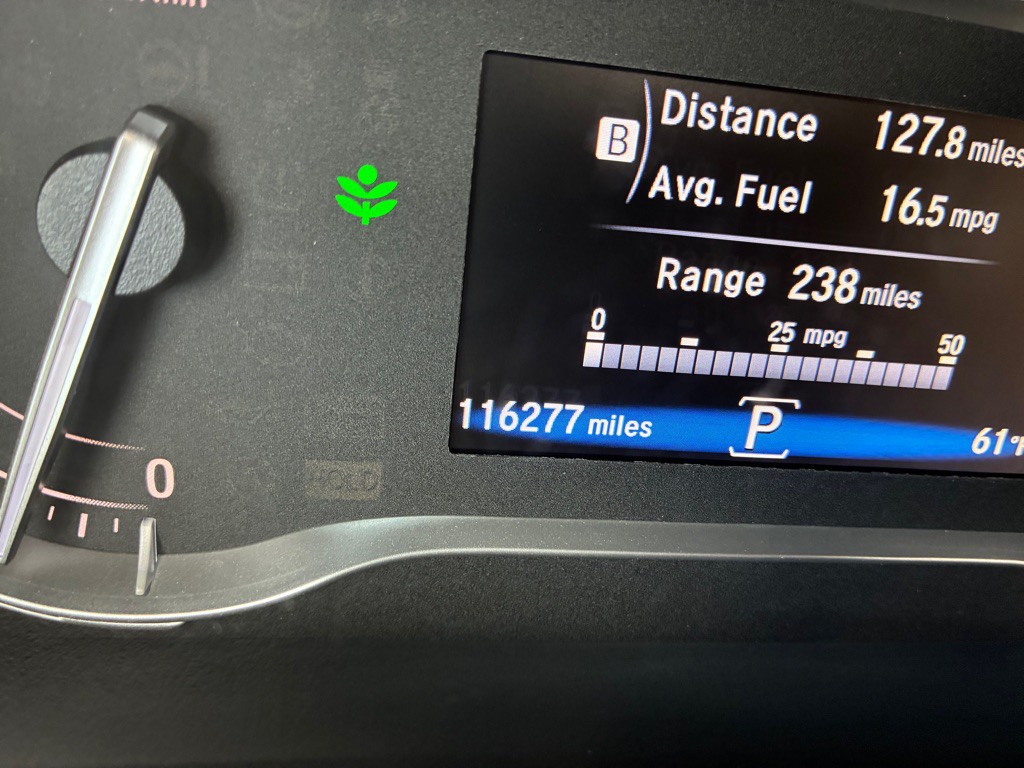 B
Distance 127.8 miles
Avg. Fuel 16.5 mpg
Range 238 miles
0 25 mpg 50
116277 miles P 61°F
0
HOLD